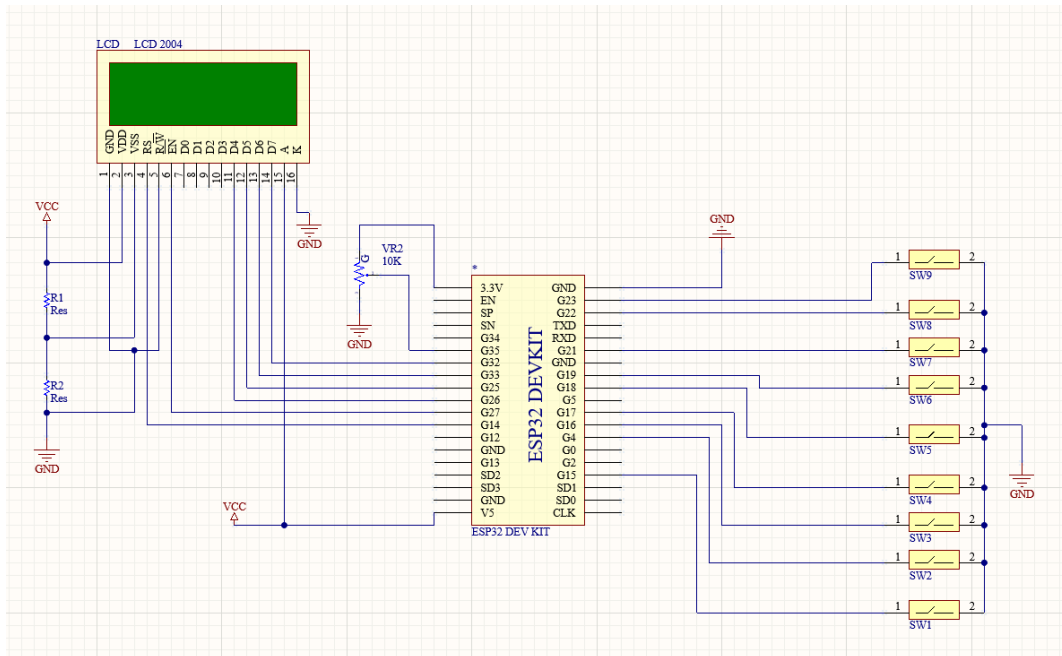 LCD LCD 2004
GND VDD VSS RS R/W EN D0 D1 D2 D3 D4 D5 D6 D7 A K
1 2 3 4 5 6 7 8 9 10 11 12 13 14 15 16
VCC
GND
R1
Res
R2
Res
GND
VR2
10K
G
GND
VCC
GND
*
3.3V GND
EN G23
SP G22
SN TXD
G34 RXD
G35 G21
G32 GND
G33 G19
G25 G18
G26 G5
G27 G17
G14 G16
G12 G4
GND G0
G13 G2
SD2 G15
SD3 SD1
GND SD0
V5 CLK
ESP32 DEVKIT
ESP32 DEV KIT
1 2
SW9
1 2
SW8
1 2
SW7
1 2
SW6
1 2
SW5
1 2
SW4
1 2
SW3
1 2
SW2
1 2
SW1
GND